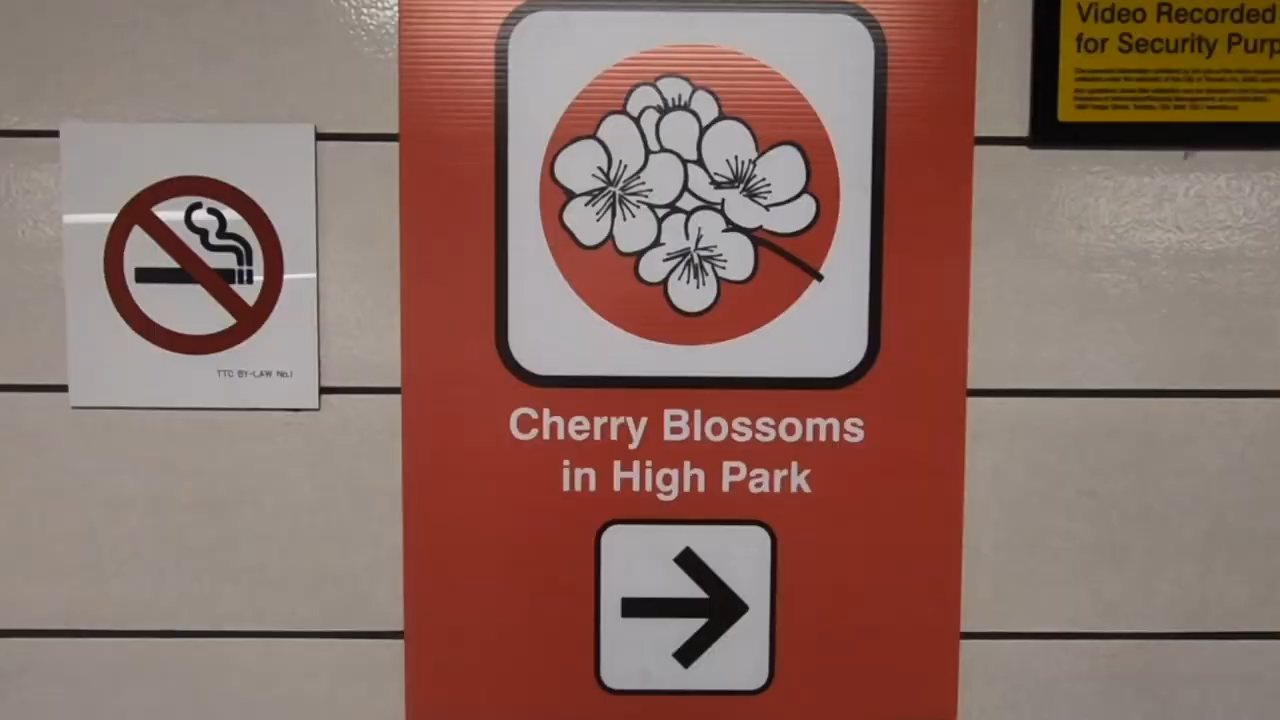 Video Recorded
for Security Purp
TTC BY-LAW No.1
Cherry Blossoms
in High Park